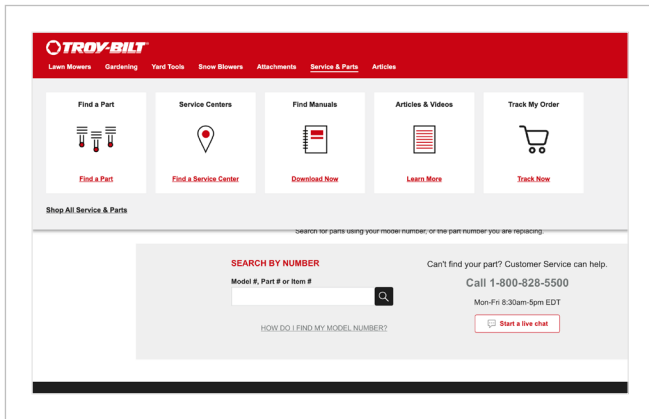 TROY-BILT
Lawn Mowers Gardening Yard Tools Snow Blowers Attachments Service & Parts Articles
Find a Part Service Centers Find Manuals Articles & Videos Track My Order
Find a Part Find a Service Center Download Now Learn More Track Now
Shop All Service & Parts
Search for parts using your model number, or the part number you are replacing.
SEARCH BY NUMBER
Model #, Part # or Item #
HOW DO I FIND MY MODEL NUMBER?
Can't find your part? Customer Service can help.
Call 1-800-828-5500
Mon-Fri 8:30am-5pm EDT
Start a live chat